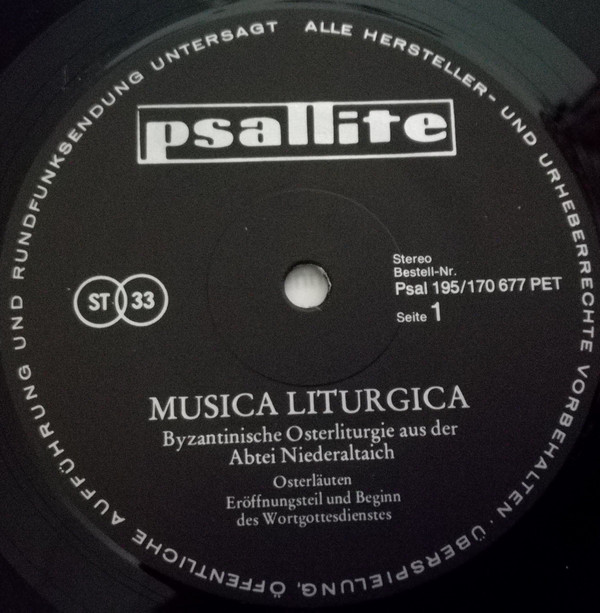 ALLE HERSTELLER- UND URHEBERRECHTE VORBEHALTEN · ÜBERSPIELUNG, ÖFFENTLICHE AUFFÜHRUNG UND RUNDFUNKSENDUNG UNTERSAGT
psallite
Stereo
Bestell-Nr.
Psal 195/170 677 PET
Seite 1
ST 33
MUSICA LITURGICA
Byzantinische Osterliturgie aus der
Abtei Niederaltaich
Osterläuten
Eröffnungsteil und Beginn
des Wortgottesdienstes